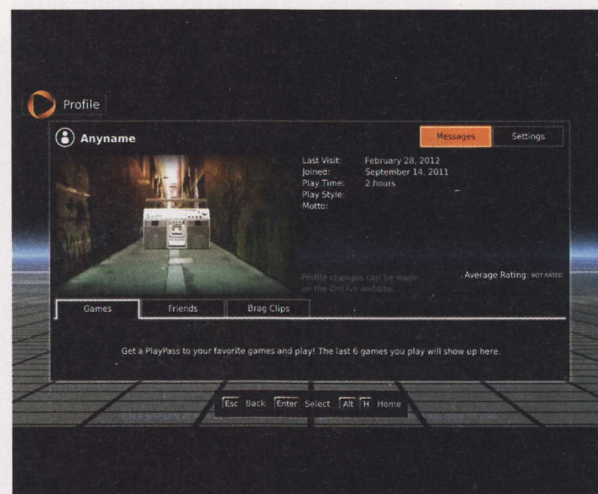 Profile
Anyname
Messages
Settings
Last Visit: February 28, 2012
Joined: September 14, 2011
Play Time: 2 hours
Play Style:
Motto:
Profile changes can be made
on the OnLive website
Average Rating: NOT RATED
Games
Friends
Brag Clips
Get a PlayPass to your favorite games and play! The last 6 games you play will show up here.
Esc Back Enter Select Alt H Home